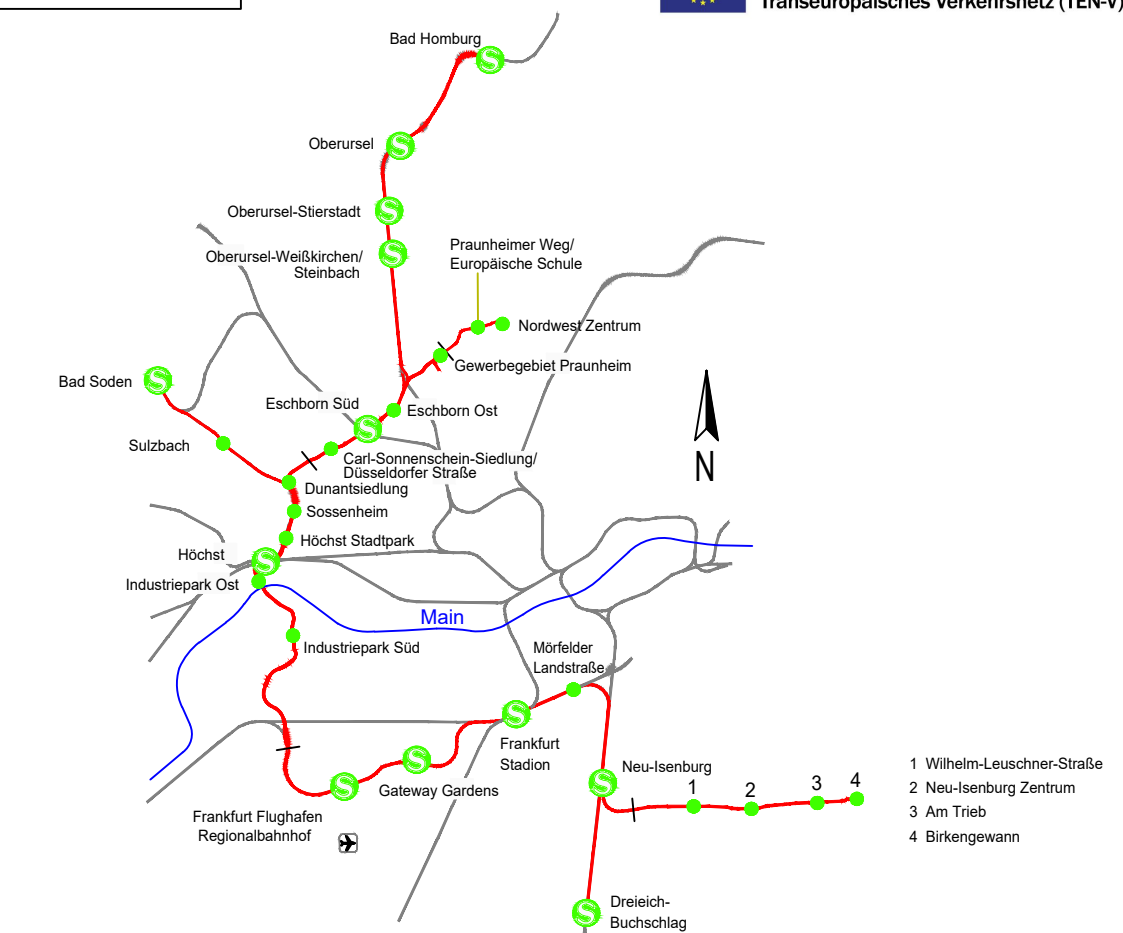 Transeuropäisches Verkehrsnetz (TEN-V)
Bad Homburg
Oberursel
Oberursel-Stierstadt
Oberursel-Weißkirchen/
Steinbach
Praunheimer Weg/
Europäische Schule
Nordwest Zentrum
Gewerbegebiet Praunheim
Bad Soden
Eschborn Süd
Eschborn Ost
Sulzbach
Carl-Sonnenschein-Siedlung/
Düsseldorfer Straße
Dunantsiedlung
N
Sossenheim
Höchst Stadtpark
Höchst
Industriepark Ost
Main
Industriepark Süd
Mörfelder
Landstraße
Frankfurt
Stadion
Gateway Gardens
Frankfurt Flughafen
Regionalbahnhof
Neu-Isenburg
1
2
3
4
1 Wilhelm-Leuschner-Straße
2 Neu-Isenburg Zentrum
3 Am Trieb
4 Birkengewann
Dreieich-
Buchschlag